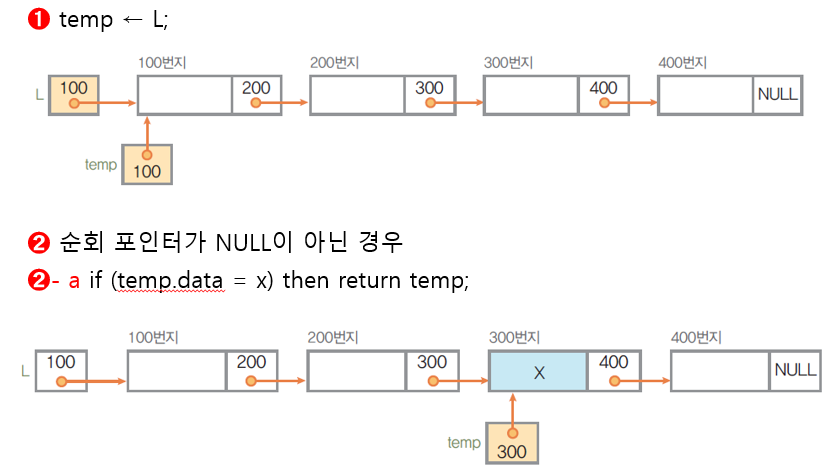 ❶ temp ← L;
100번지 200번지 300번지 400번지
L 100 200 300 400 NULL
temp 100
❷ 순회 포인터가 NULL이 아닌 경우
❷- a if (temp.data = x) then return temp;
100번지 200번지 300번지 400번지
L 100 200 300 X 400 NULL
temp 300